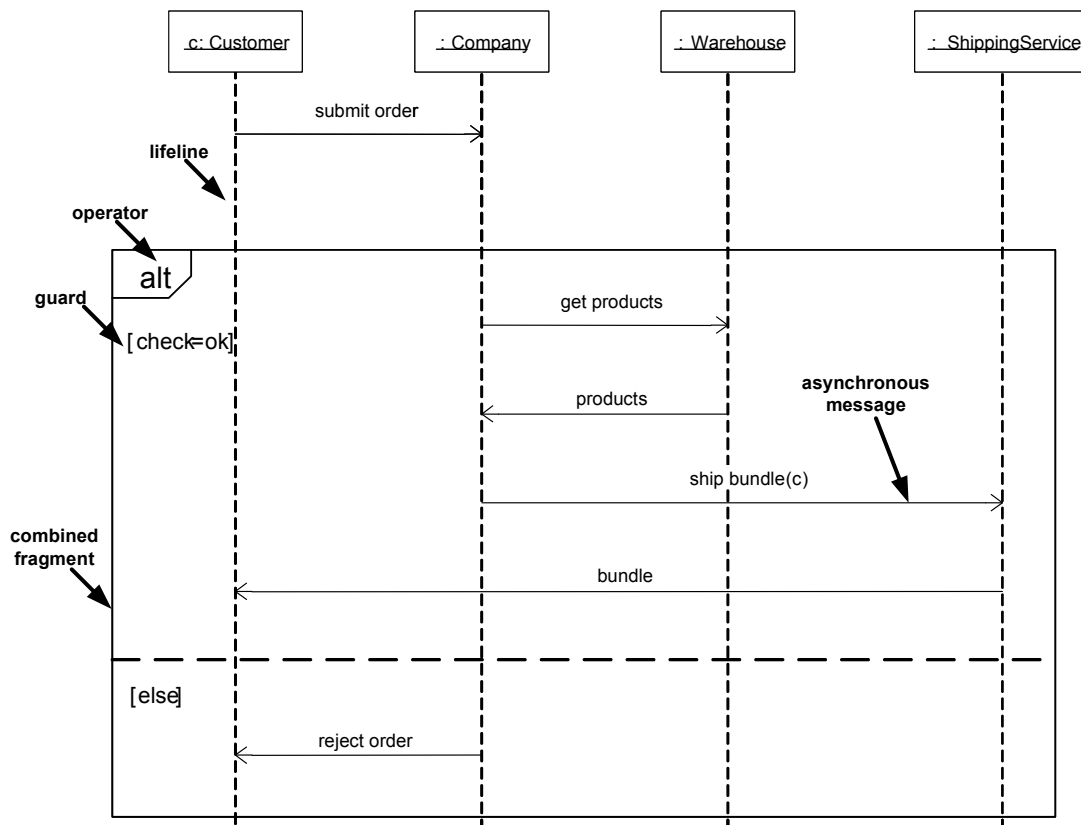 c: Customer
: Company
: Warehouse
: ShippingService
submit order
lifeline
operator
alt
guard
[check=ok]
get products
products
asynchronous
message
ship bundle(c)
combined
fragment
bundle
[else]
reject order